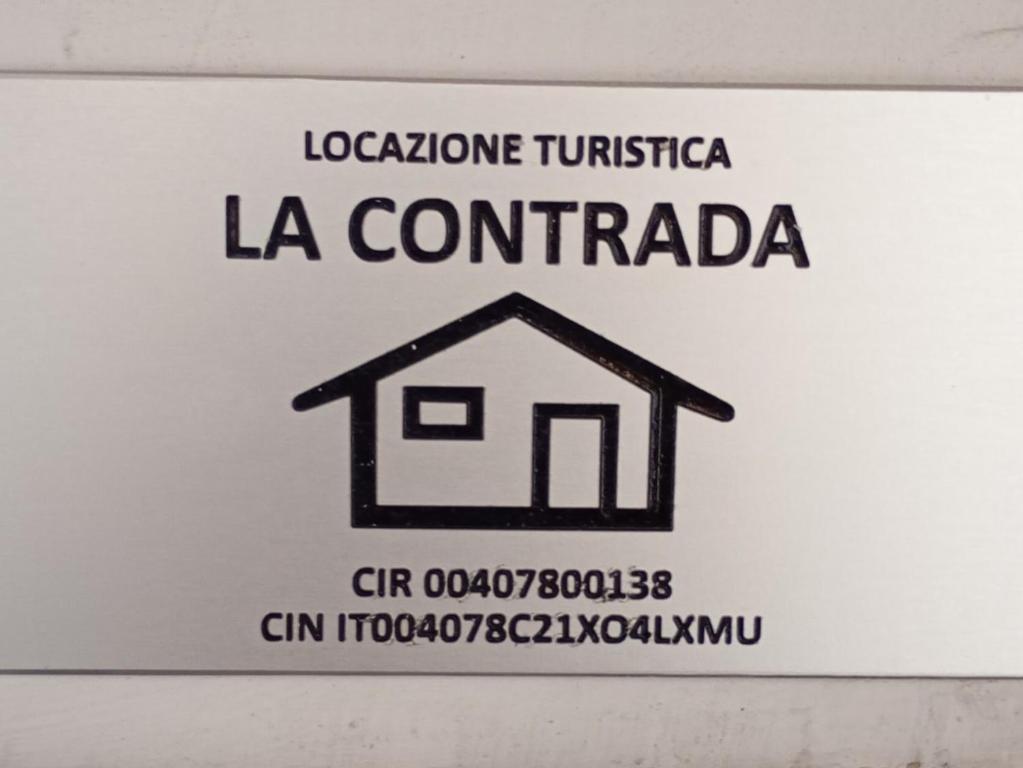 LOCAZIONE TURISTICA
LA CONTRADA
CIR 00407800138
CIN IT004078C21XO4LXMU